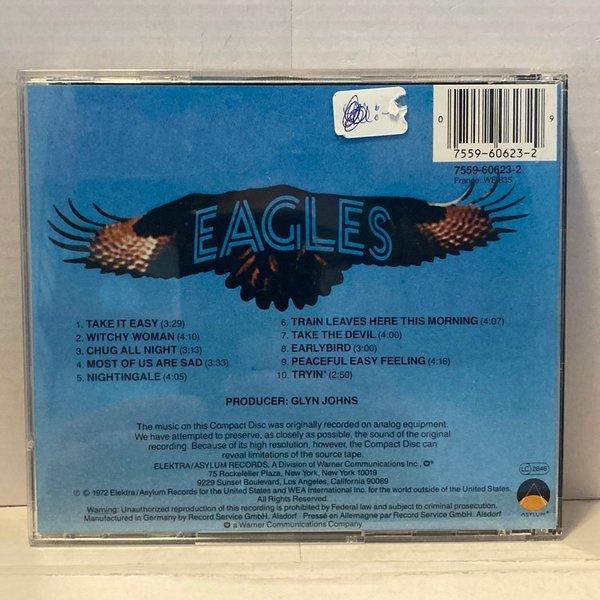 0 9
7559-60623-2
7559-60623-2
France: WE 835
EAGLES
1. TAKE IT EASY (3:29)
2. WITCHY WOMAN (4:10)
3. CHUG ALL NIGHT (3:13)
4. MOST OF US ARE SAD (3:33)
5. NIGHTINGALE (4:05)
6. TRAIN LEAVES HERE THIS MORNING (4:07)
7. TAKE THE DEVIL (4:00)
8. EARLYBIRD (3:00)
9. PEACEFUL EASY FEELING (4:16)
10. TRYIN' (2:50)
PRODUCER: GLYN JOHNS
The music on this Compact Disc was originally recorded on analog equipment.
We have attempted to preserve, as closely as possible, the sound of the original
recording. Because of its high resolution, however, the Compact Disc can
reveal limitations of the source tape.
ELEKTRA/ASYLUM RECORDS, A Division of Warner Communications Inc.,
75 Rockefeller Plaza, New York, New York 10019
9229 Sunset Boulevard, Los Angeles, California 90069
℗ © 1972 Elektra/Asylum Records for the United States and WEA International Inc. for the world outside of the United States.
All Rights Reserved.
Warning: Unauthorized reproduction of this recording is prohibited by Federal law and subject to criminal prosecution.
Manufactured in Germany by Record Service GmbH, Alsdorf · Pressé en Allemagne par Record Service GmbH, Alsdorf
a Warner Communications Company
LC 2846
ASYLUM